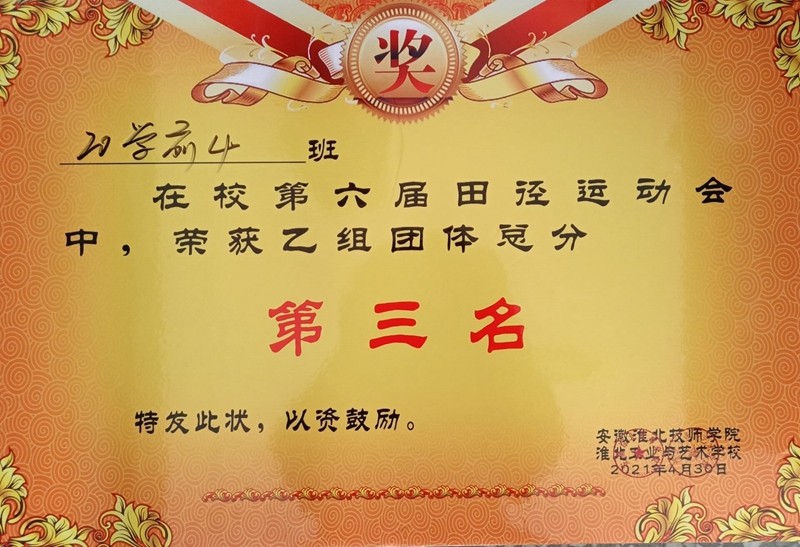 奖
20学前4班
在校第六届田径运动会
中，荣获乙组团体总分
第三名
特发此状，以资鼓励。
安徽淮北技师学院
淮北工业与艺术学校
2021年4月30日